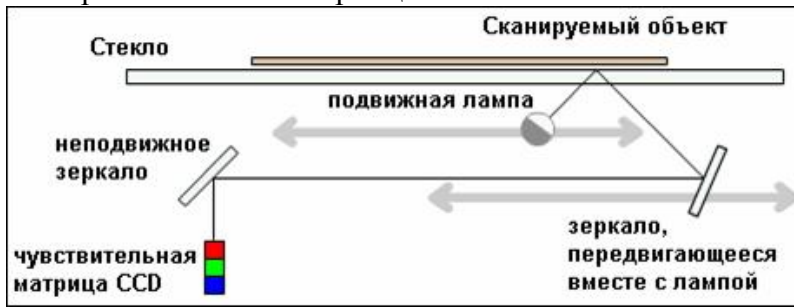 Сканируемый объект
Стекло
подвижная лампа
неподвижное
зеркало
зеркало,
передвигающееся
вместе с лампой
чувствительная
матрица CCD